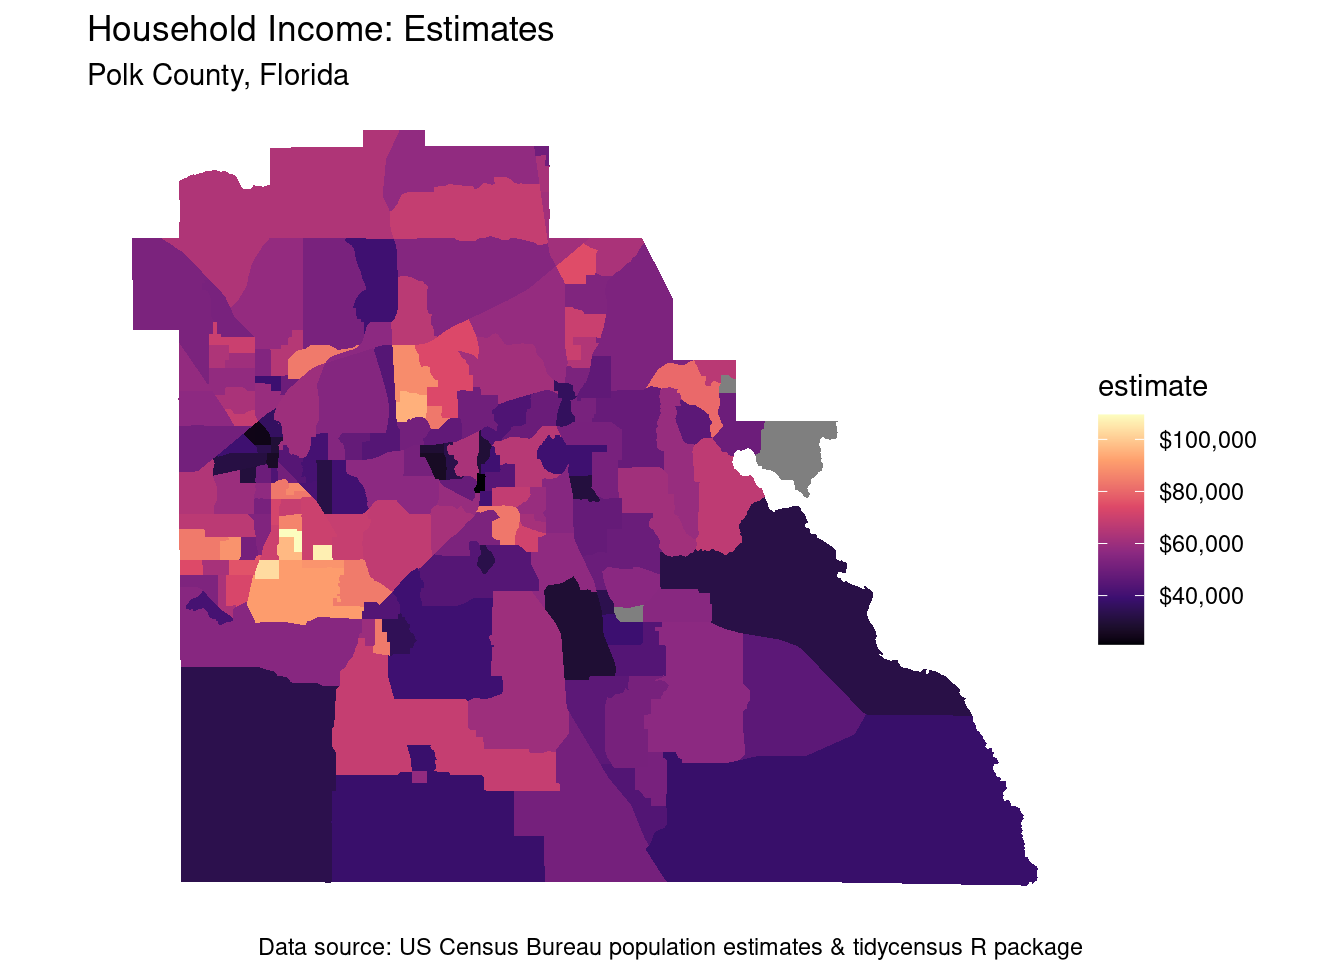 Household Income: Estimates
Polk County, Florida
estimate
$100,000
$80,000
$60,000
$40,000
Data source: US Census Bureau population estimates & tidycensus R package